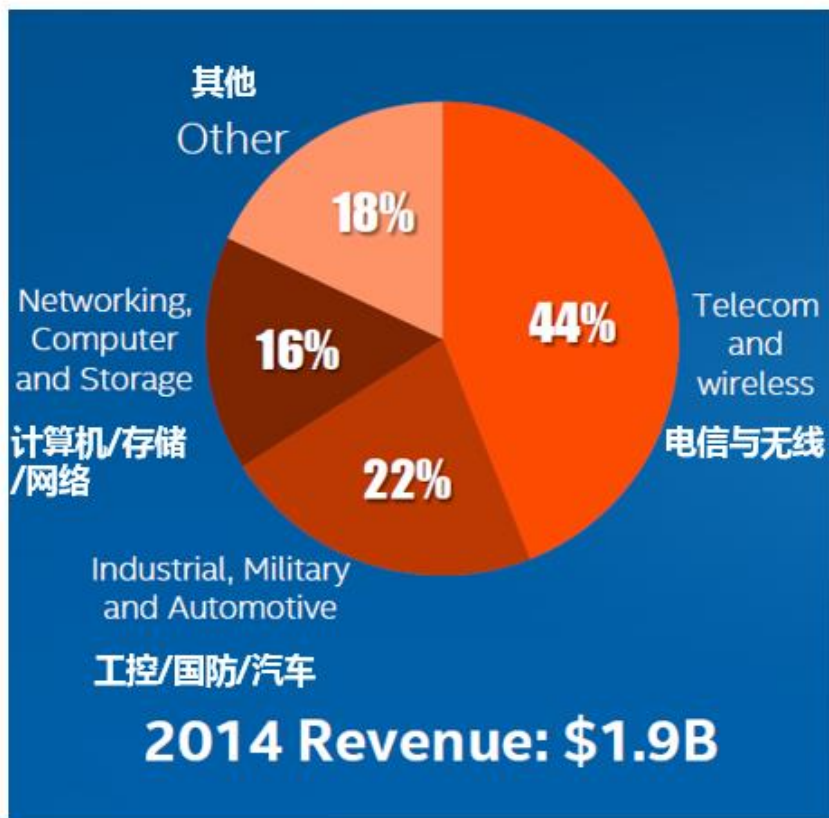 其他
Other
18%
44%
Networking,
Computer
and Storage
16%
Telecom
and
wireless
计算机/存储
/网络
电信与无线
22%
Industrial, Military
and Automotive
工控/国防/汽车
2014 Revenue: $1.9B